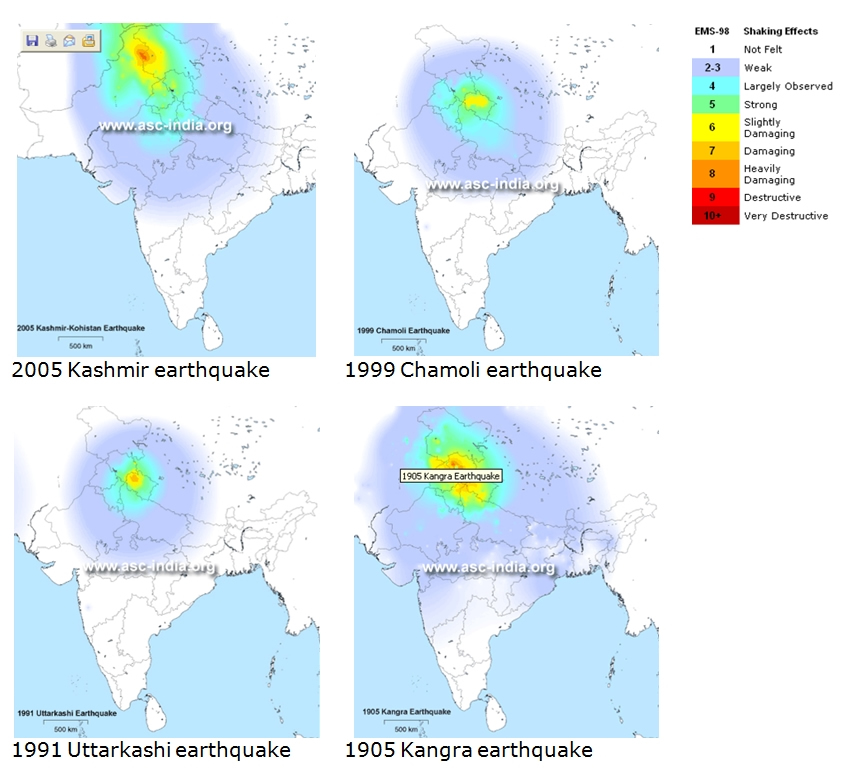 www.asc-india.org
2005 Kashmir-Kohistan Earthquake
500 km
2005 Kashmir earthquake
www.asc-india.org
1999 Chamoli Earthquake
500 km
1999 Chamoli earthquake
EMS-98 Shaking Effects
1 Not Felt
2-3 Weak
4 Largely Observed
5 Strong
6 Slightly
Damaging
7 Damaging
8 Heavily
Damaging
9 Destructive
10+ Very Destructive
www.asc-india.org
1991 Uttarkashi Earthquake
500 km
1991 Uttarkashi earthquake
1905 Kangra Earthquake
www.asc-india.org
1905 Kangra Earthquake
500 km
1905 Kangra earthquake